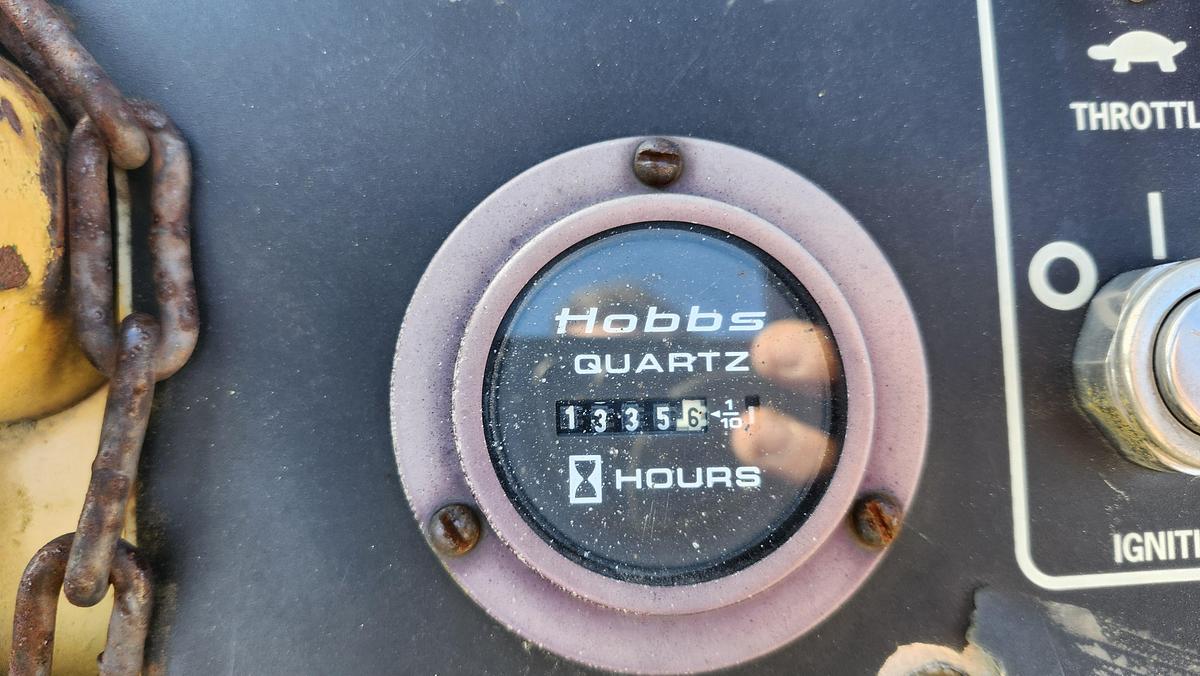 Hobbs
QUARTZ
13356 ◄1/10
HOURS
THROTTL
O I
IGNITI